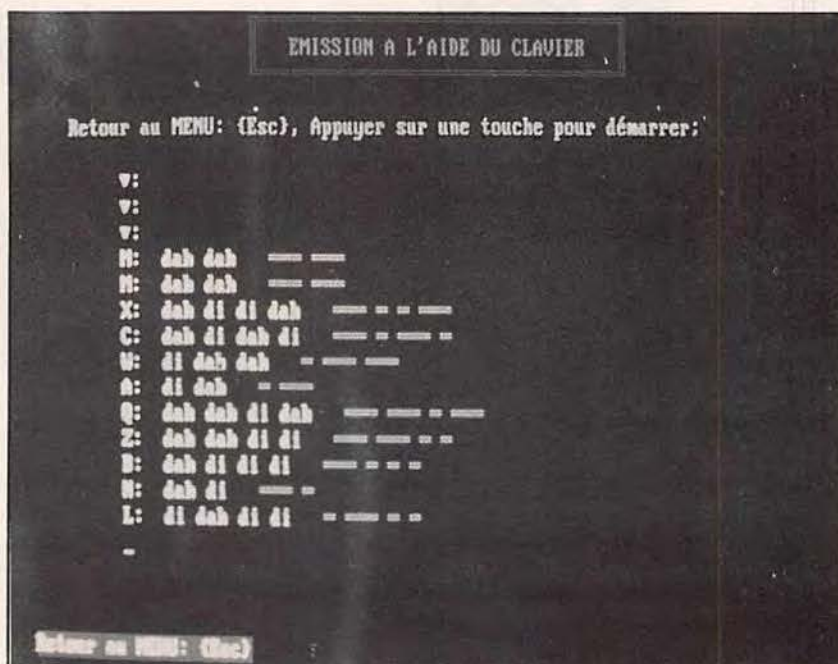 EMISSION A L'AIDE DU CLAVIER
Retour au MENU: {Esc}, Appuyer sur une touche pour démarrer;
▼:
▼:
▼:
M: dah dah
M: dah dah
X: dah di di dah
C: dah di dah di
W: di dah dah
A: di dah
Q: dah dah di dah
Z: dah dah di di
B: dah di di di
N: dah di
L: di dah di di
Retour au MENU: {Esc}